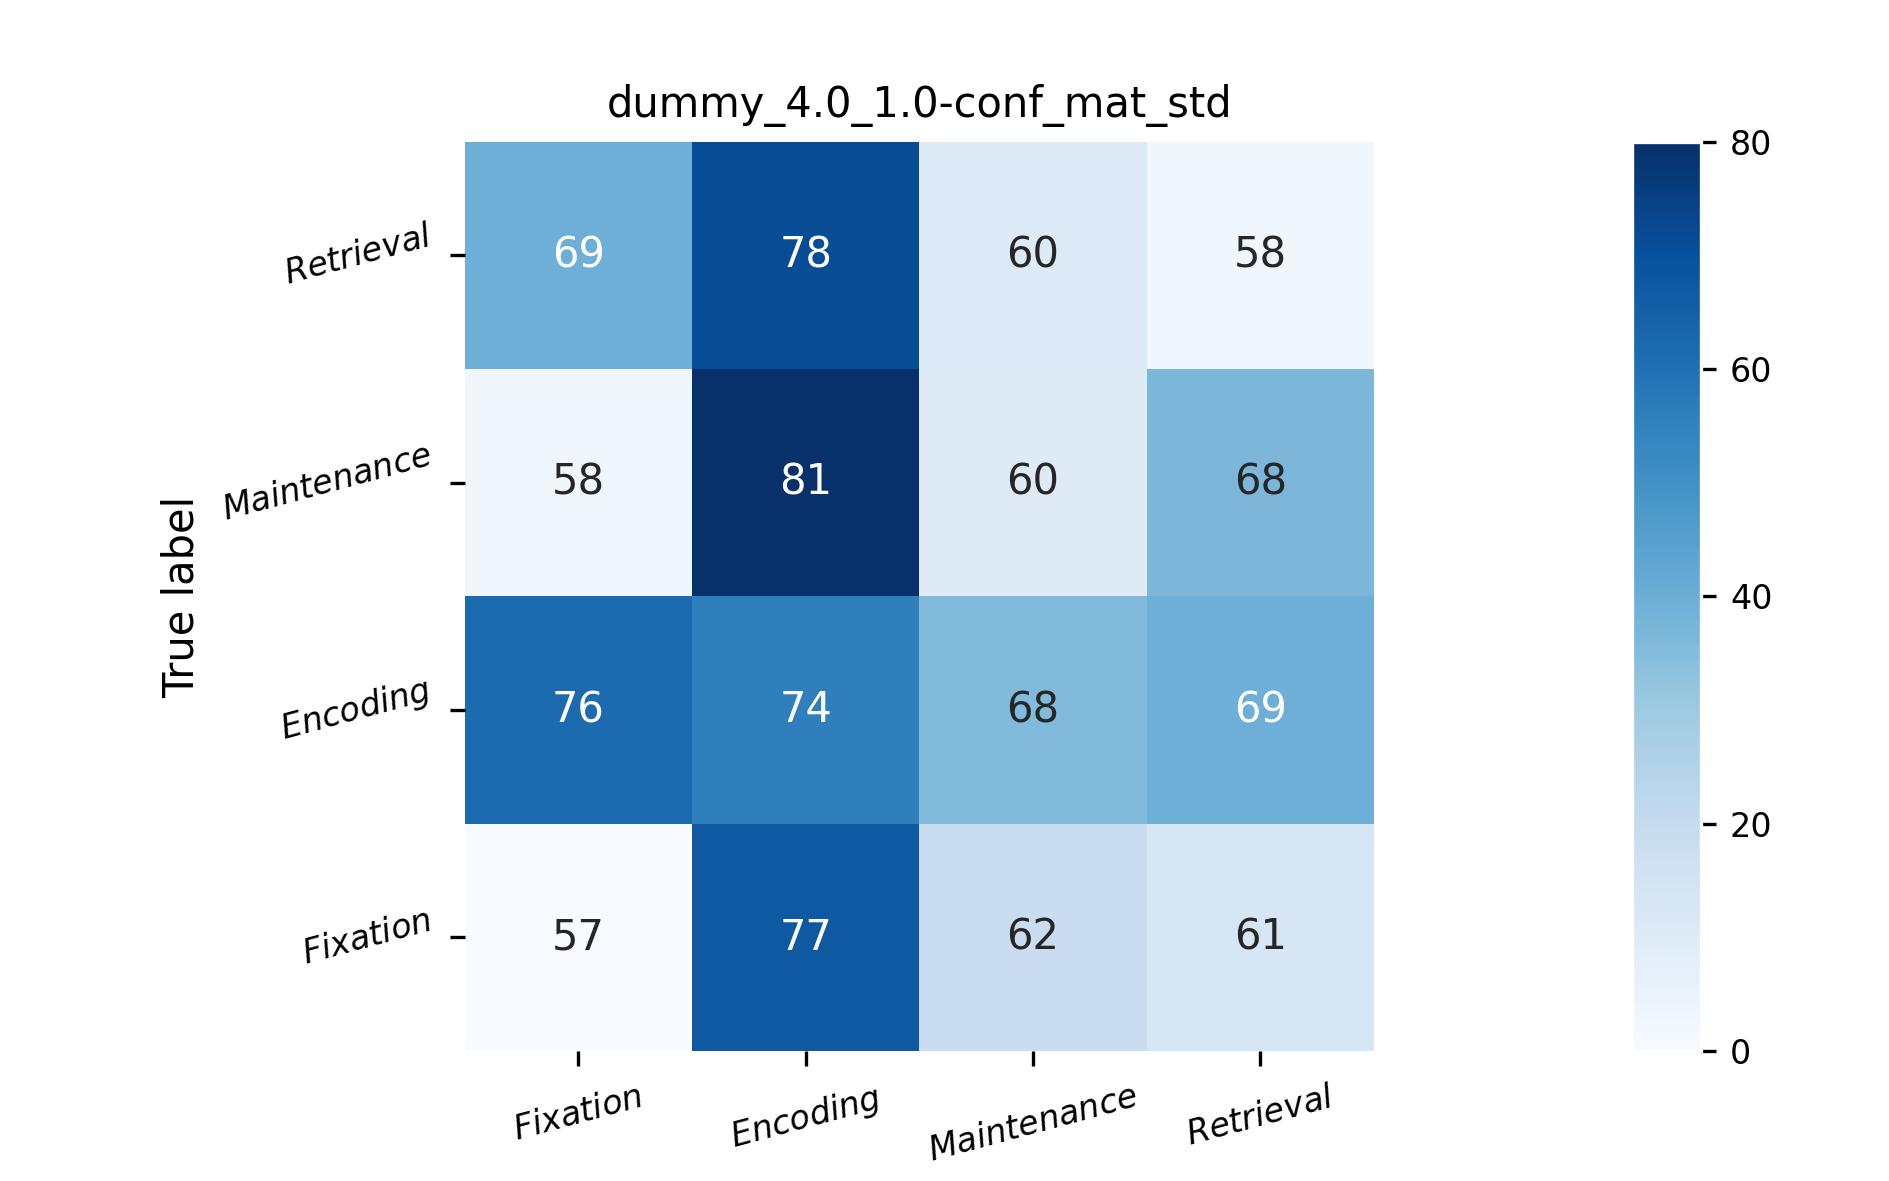 dummy_4.0_1.0-conf_mat_std
80
Retrieval 69 78 60 58
60
Maintenance 58 81 60 68
True label
40
Encoding 76 74 68 69
20
Fixation 57 77 62 61
0
Fixation Encoding Maintenance Retrieval